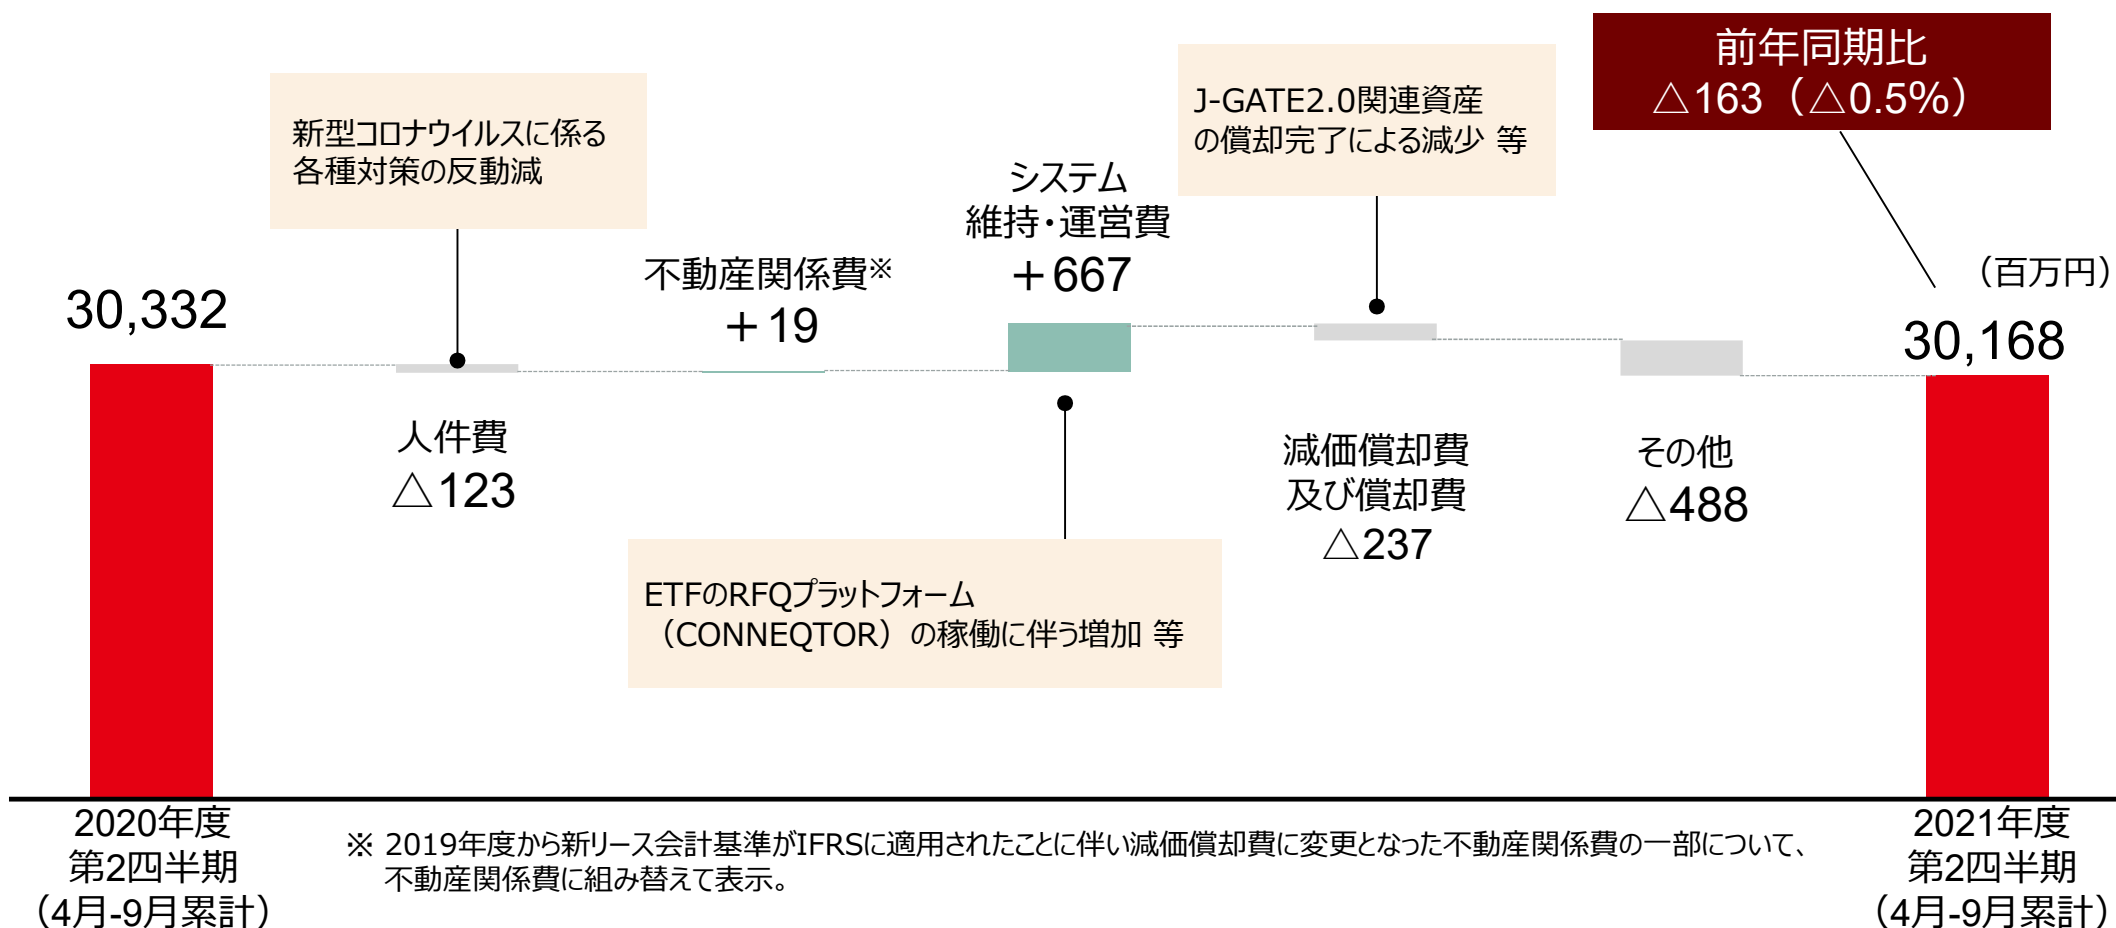 前年同期比
△163（△0.5%）
新型コロナウイルスに係る
各種対策の反動減
J-GATE2.0関連資産
の償却完了による減少 等
（百万円）
30,332
不動産関係費※
＋19
システム
維持・運営費
＋667
30,168
人件費
△123
減価償却費
及び償却費
△237
その他
△488
ETFのRFQプラットフォーム
（CONNEQTOR）の稼働に伴う増加 等
2020年度
第2四半期
（4月-9月累計）
※ 2019年度から新リース会計基準がIFRSに適用されたことに伴い減価償却費に変更となった不動産関係費の一部について、
不動産関係費に組み替えて表示。
2021年度
第2四半期
（4月-9月累計）